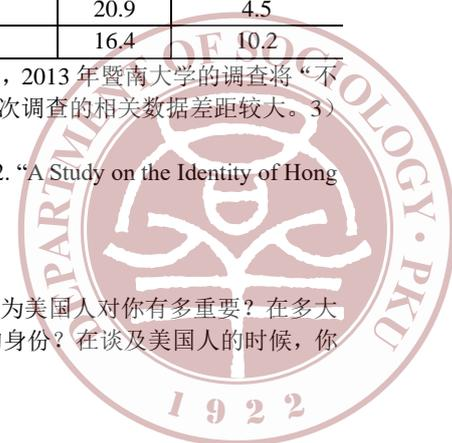 20.9 4.5
16.4 10.2
，2013 年暨南大学的调查将“不
次调查的相关数据差距较大。3）
2. “A Study on the Identity of Hong
为美国人对你有多重要？在多大
身份？在谈及美国人的时候，你
DEPARTMENT OF SOCIOLOGY · PKU
1922